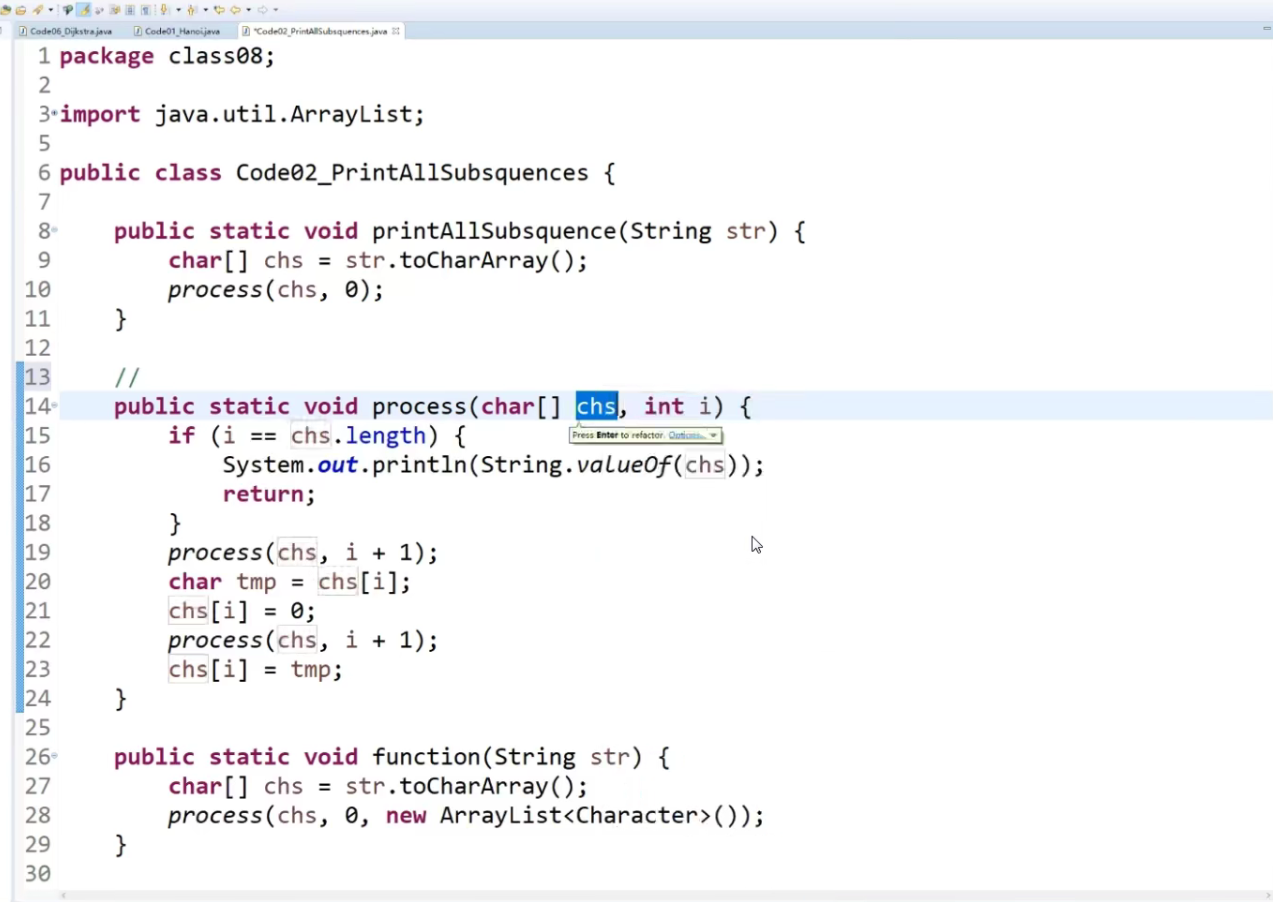 Code06_Dijkstra.java Code01_Hanoi.java *Code02_PrintAllSubsquences.java
1 package class08;
2
3 import java.util.ArrayList;
5
6 public class Code02_PrintAllSubsquences {
7
8 public static void printAllSubsquence(String str) {
9 char[] chs = str.toCharArray();
10 process(chs, 0);
11 }
12
13 //
14 public static void process(char[] chs, int i) {
15 if (i == chs.length) {
Press Enter to refactor. Options...
16 System.out.println(String.valueOf(chs));
17 return;
18 }
19 process(chs, i + 1);
20 char tmp = chs[i];
21 chs[i] = 0;
22 process(chs, i + 1);
23 chs[i] = tmp;
24 }
25
26 public static void function(String str) {
27 char[] chs = str.toCharArray();
28 process(chs, 0, new ArrayList<Character>());
29 }
30